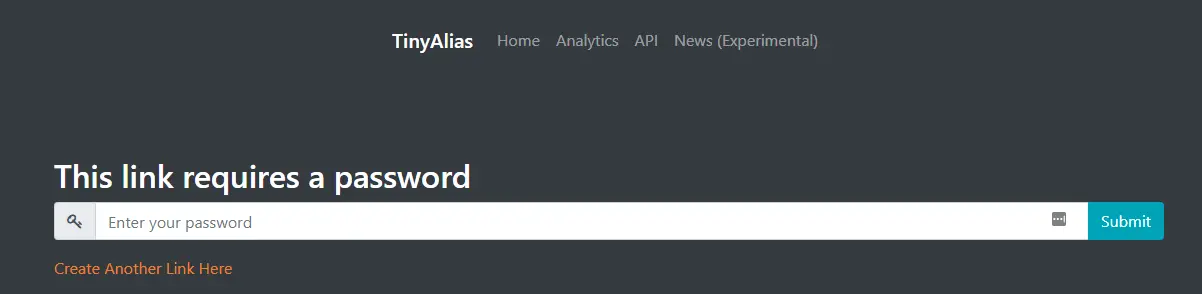 TinyAlias Home Analytics API News (Experimental)
This link requires a password
Enter your password Submit
Create Another Link Here